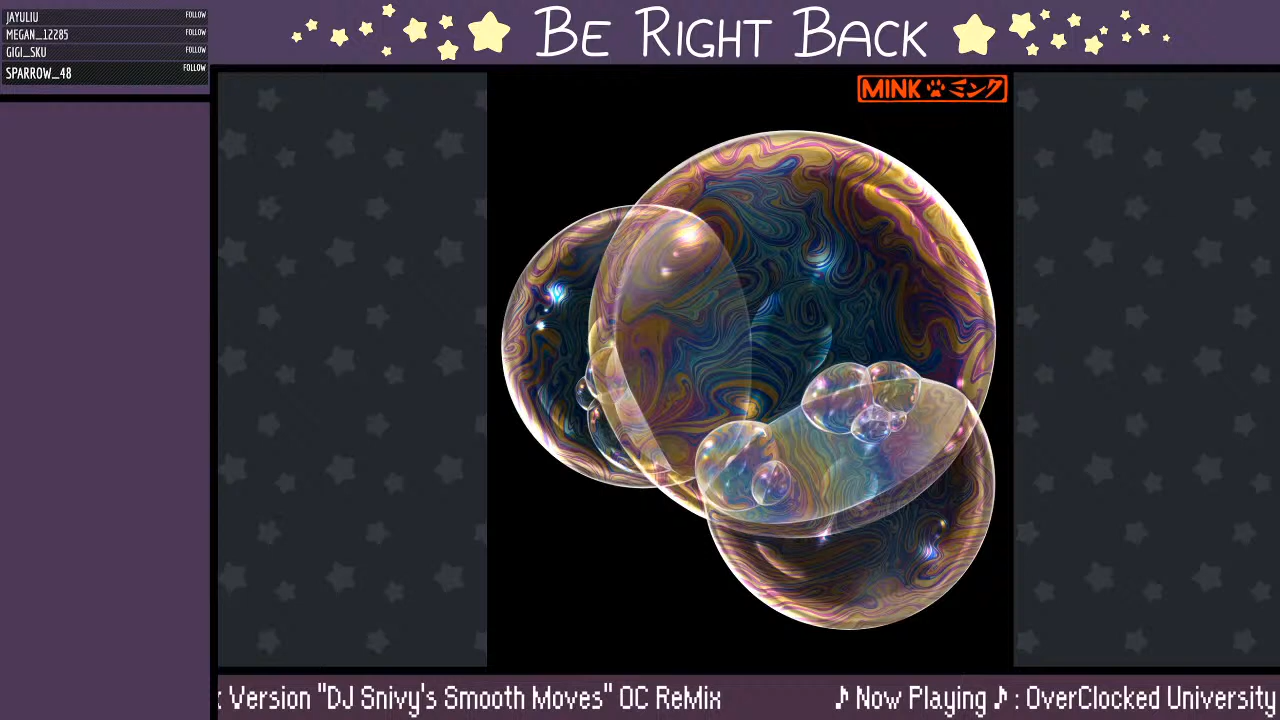 JAYULIU FOLLOW
MEGAN_12285 FOLLOW
GIGI_SKU FOLLOW
SPARROW_48 FOLLOW
BE RIGHT BACK
MINK ミンク
Version "DJ Snivy's Smooth Moves" OC ReMix ♪ Now Playing ♪ : OverClocked University